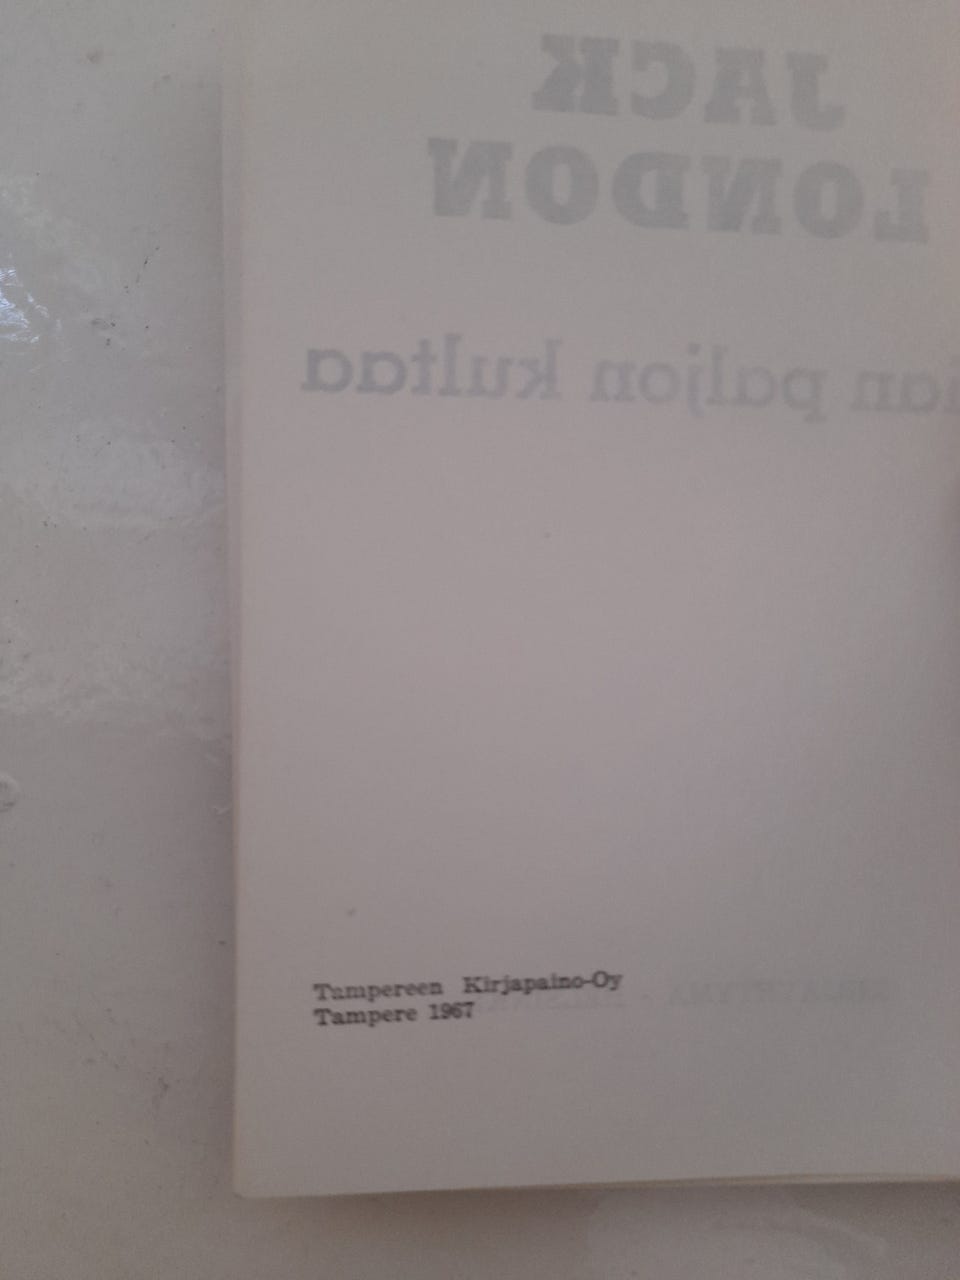 JACK
LONDON
paljon kultaa
Tampereen Kirjapaino-Oy
Tampere 1967